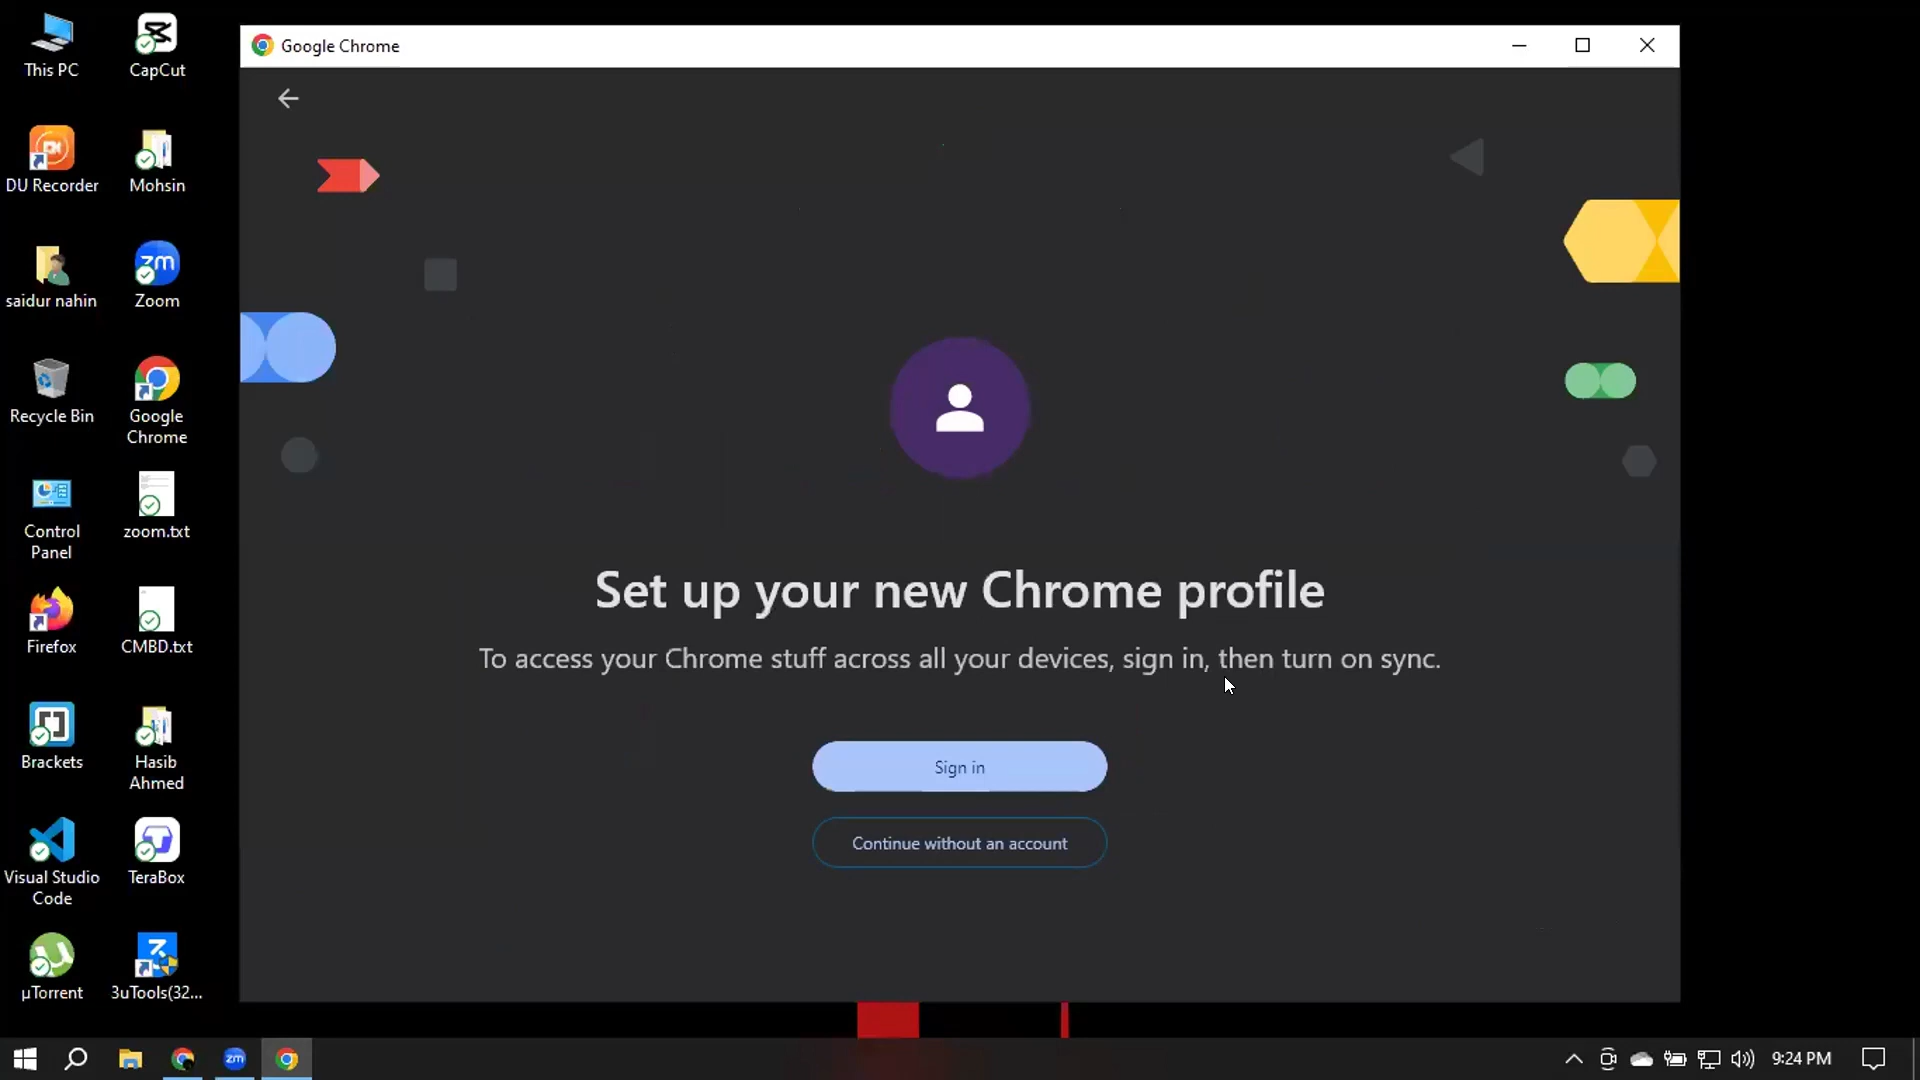 This PC
CapCut
DU Recorder
Mohsin
saidur nahin
zm
Zoom
Recycle Bin
Google
Chrome
Control
Panel
zoom.txt
Firefox
CMBD.txt
Brackets
Hasib
Ahmed
Visual Studio
Code
TeraBox
µTorrent
3uTools(32...
Google Chrome
Set up your new Chrome profile
To access your Chrome stuff across all your devices, sign in, then turn on sync.
Sign in
Continue without an account
zm
9:24 PM